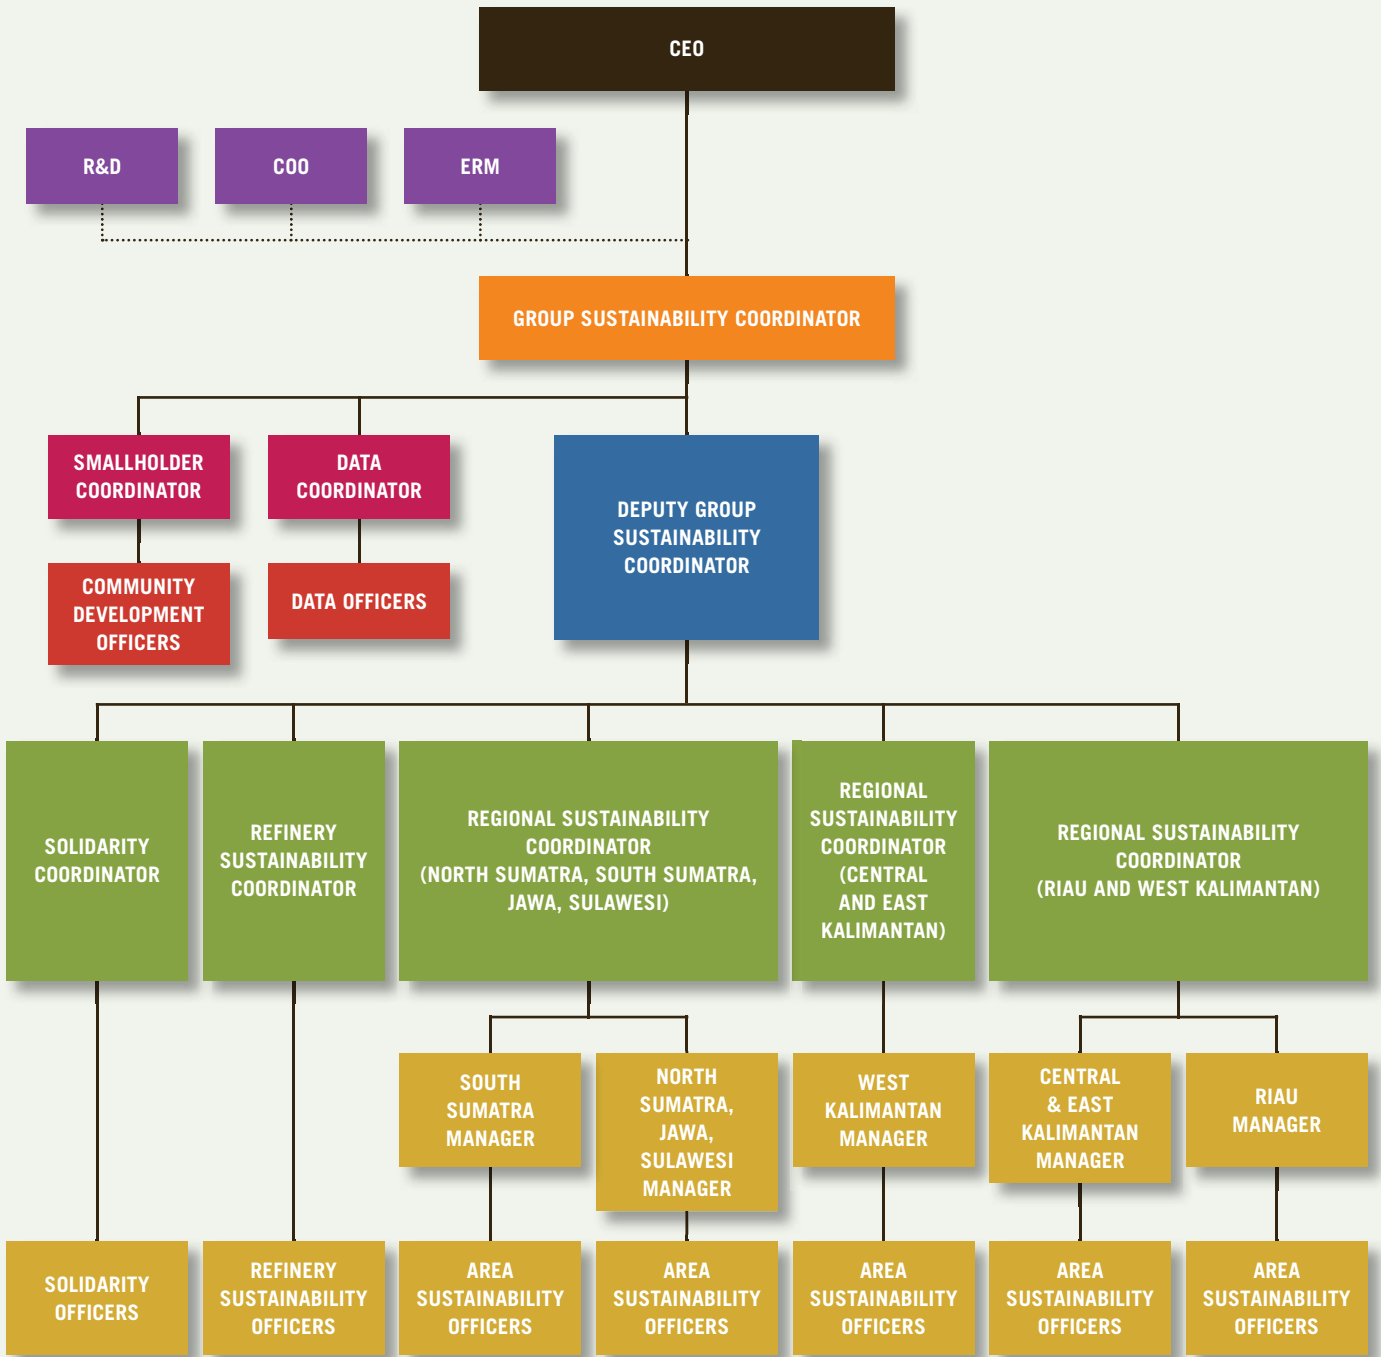 CEO
R&D
COO
ERM
GROUP SUSTAINABILITY COORDINATOR
SMALLHOLDER
COORDINATOR
DATA
COORDINATOR
DEPUTY GROUP
SUSTAINABILITY
COORDINATOR
COMMUNITY
DEVELOPMENT
OFFICERS
DATA OFFICERS
SOLIDARITY
COORDINATOR
REFINERY
SUSTAINABILITY
COORDINATOR
REGIONAL SUSTAINABILITY
COORDINATOR
(NORTH SUMATRA, SOUTH SUMATRA,
JAWA, SULAWESI)
REGIONAL
SUSTAINABILITY
COORDINATOR
(CENTRAL
AND EAST
KALIMANTAN)
REGIONAL SUSTAINABILITY
COORDINATOR
(RIAU AND WEST KALIMANTAN)
SOUTH
SUMATRA
MANAGER
NORTH
SUMATRA,
JAWA,
SULAWESI
MANAGER
WEST
KALIMANTAN
MANAGER
CENTRAL
& EAST
KALIMANTAN
MANAGER
RIAU
MANAGER
SOLIDARITY
OFFICERS
REFINERY
SUSTAINABILITY
OFFICERS
AREA
SUSTAINABILITY
OFFICERS
AREA
SUSTAINABILITY
OFFICERS
AREA
SUSTAINABILITY
OFFICERS
AREA
SUSTAINABILITY
OFFICERS
AREA
SUSTAINABILITY
OFFICERS